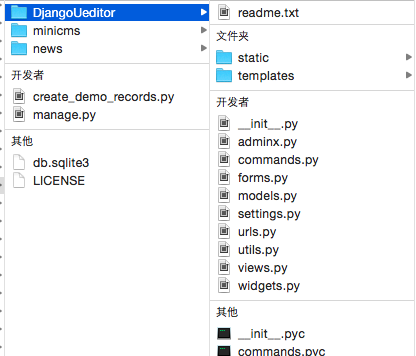 DjangoUeditor
minicms
news
开发者
create_demo_records.py
manage.py
其他
db.sqlite3
LICENSE
readme.txt
文件夹
static
templates
开发者
__init__.py
adminx.py
commands.py
forms.py
models.py
settings.py
urls.py
utils.py
views.py
widgets.py
其他
__init__.pyc
commands.pyc